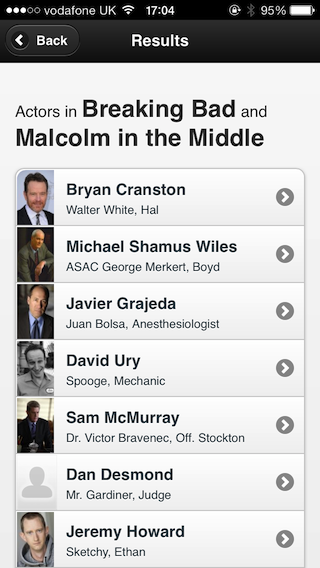 vodafone UK 17:04 95%
Back Results
Actors in Breaking Bad and
Malcolm in the Middle
Bryan Cranston
Walter White, Hal
Michael Shamus Wiles
ASAC George Merkert, Boyd
Javier Grajeda
Juan Bolsa, Anesthesiologist
David Ury
Spooge, Mechanic
Sam McMurray
Dr. Victor Bravenec, Off. Stockton
Dan Desmond
Mr. Gardiner, Judge
Jeremy Howard
Sketchy, Ethan